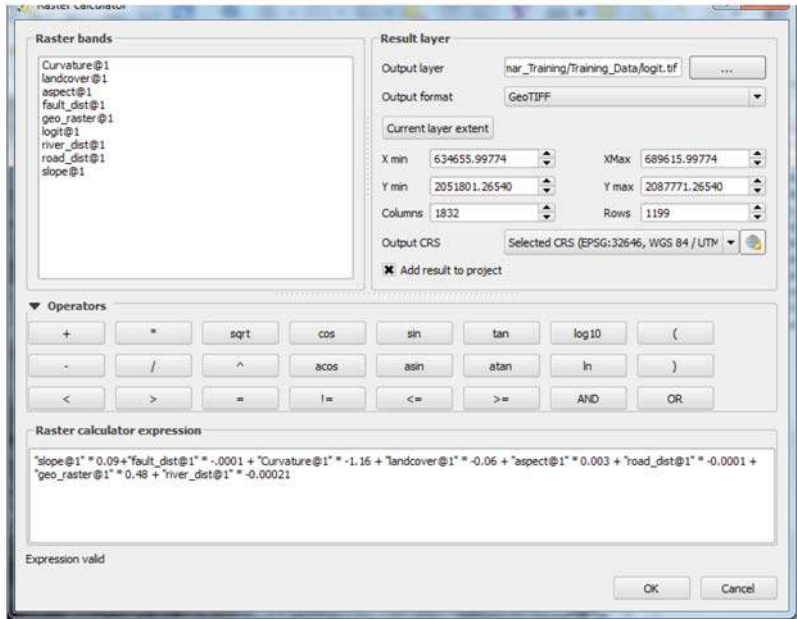 Raster calculator
Raster bands
Curvature@1
landcover@1
aspect@1
fault_dist@1
geo_raster@1
logit@1
river_dist@1
road_dist@1
slope@1
Result layer
Output layer nar_Training/Training_Data/logit.tif ...
Output format GeoTIFF
Current layer extent
X min 634655.99774 XMax 689615.99774
Y min 2051801.26540 Y max 2087771.26540
Columns 1832 Rows 1199
Output CRS Selected CRS (EPSG:32646, WGS 84 / UTM
Add result to project
Operators
+ * sqrt cos sin tan log10 (
- / ^ acos asin atan ln )
< > = != <= >= AND OR
Raster calculator expression
"slope@1" * 0.09+"fault_dist@1" * -.0001 + "Curvature@1" * -1.16 + "landcover@1" * -0.06 + "aspect@1" * 0.003 + "road_dist@1" * -0.0001 +
"geo_raster@1" * 0.48 + "river_dist@1" * -0.00021
Expression valid
OK Cancel